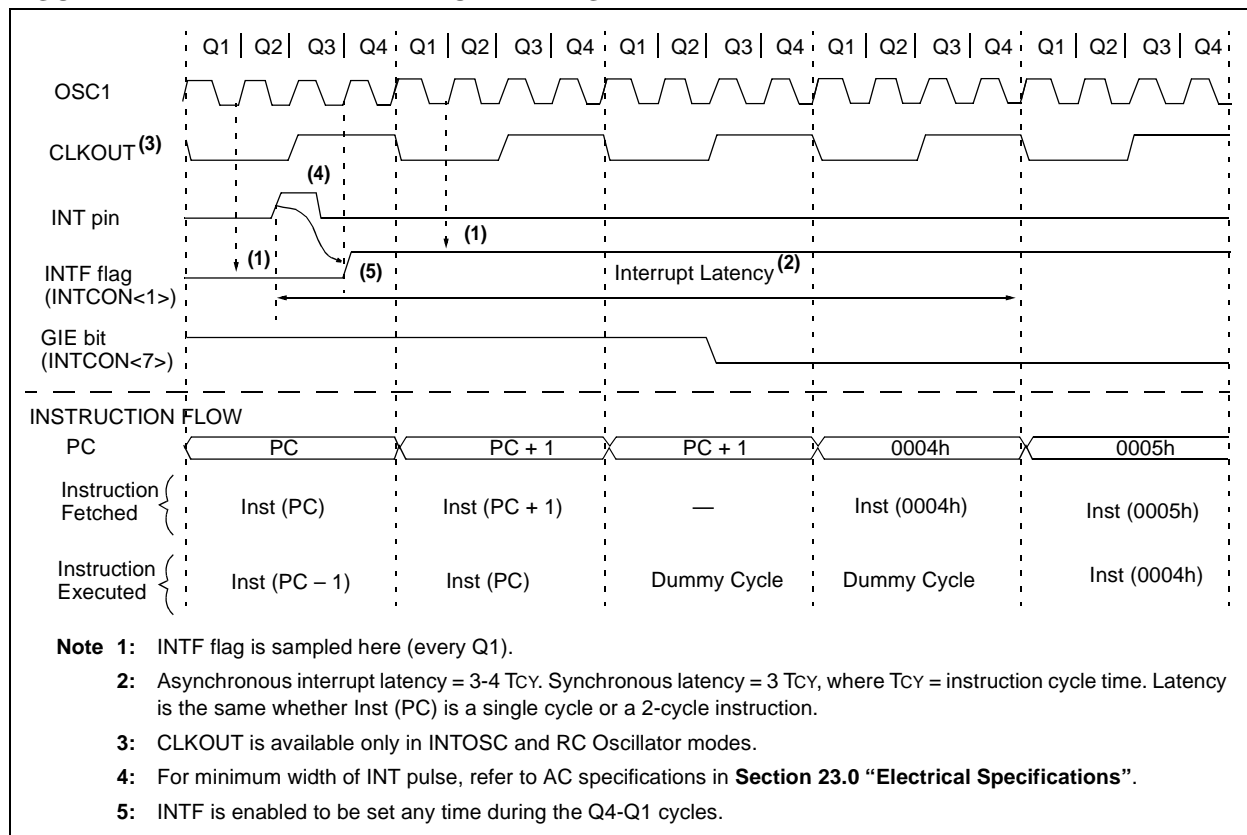 Q1 Q2 Q3 Q4 Q1 Q2 Q3 Q4 Q1 Q2 Q3 Q4 Q1 Q2 Q3 Q4 Q1 Q2 Q3 Q4
OSC1
CLKOUT(3)
(4)
INT pin
(1)
(1)
INTF flag
(INTCON<1>)
(5)
Interrupt Latency(2)
GIE bit
(INTCON<7>)
INSTRUCTION FLOW
PC PC PC + 1 PC + 1 0004h 0005h
Instruction
Fetched
Inst (PC) Inst (PC + 1) — Inst (0004h) Inst (0005h)
Instruction
Executed
Inst (PC – 1) Inst (PC) Dummy Cycle Dummy Cycle Inst (0004h)
Note 1: INTF flag is sampled here (every Q1).
2: Asynchronous interrupt latency = 3-4 TCY. Synchronous latency = 3 TCY, where TCY = instruction cycle time. Latency
is the same whether Inst (PC) is a single cycle or a 2-cycle instruction.
3: CLKOUT is available only in INTOSC and RC Oscillator modes.
4: For minimum width of INT pulse, refer to AC specifications in Section 23.0 “Electrical Specifications”.
5: INTF is enabled to be set any time during the Q4-Q1 cycles.